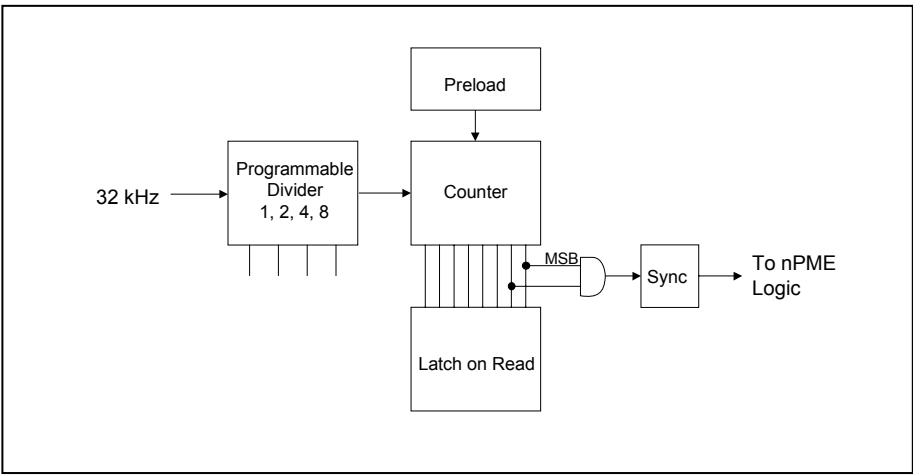 Preload
Programmable
Divider
1, 2, 4, 8
32 kHz
Counter
MSB
Sync
To nPME
Logic
Latch on Read